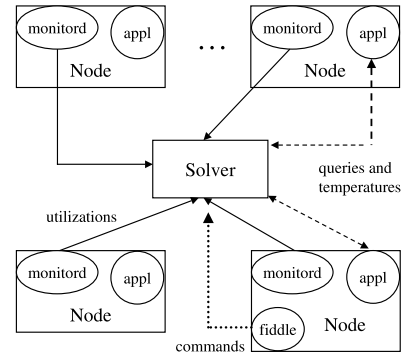 monitord appl ... monitord appl
Node Node
Solver
queries and
temperatures
utilizations
monitord appl monitord appl
Node fiddle Node
commands